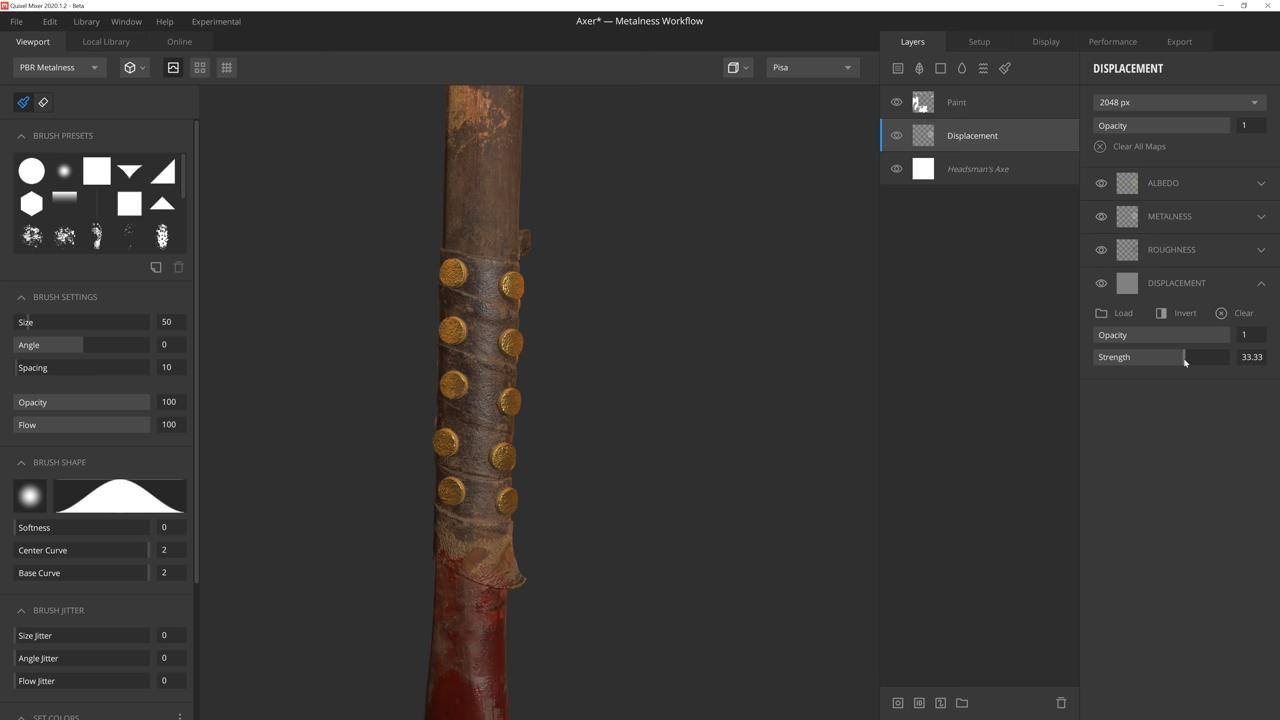 Quixel Mixer 2020.1.2 - Beta
File Edit Library Window Help Experimental
Axer* — Metalness Workflow
Viewport Local Library Online
Layers Setup Display Performance Export
PBR Metalness
Pisa
BRUSH PRESETS
BRUSH SETTINGS
Size 50
Angle 0
Spacing 10
Opacity 100
Flow 100
BRUSH SHAPE
Softness 0
Center Curve 2
Base Curve 2
BRUSH JITTER
Size Jitter 0
Angle Jitter 0
Flow Jitter 0
SET COLORS
Paint
Displacement
Headsman's Axe
DISPLACEMENT
2048 px
Opacity 1
Clear All Maps
ALBEDO
METALNESS
ROUGHNESS
DISPLACEMENT
Load Invert Clear
Opacity 1
Strength 33.33